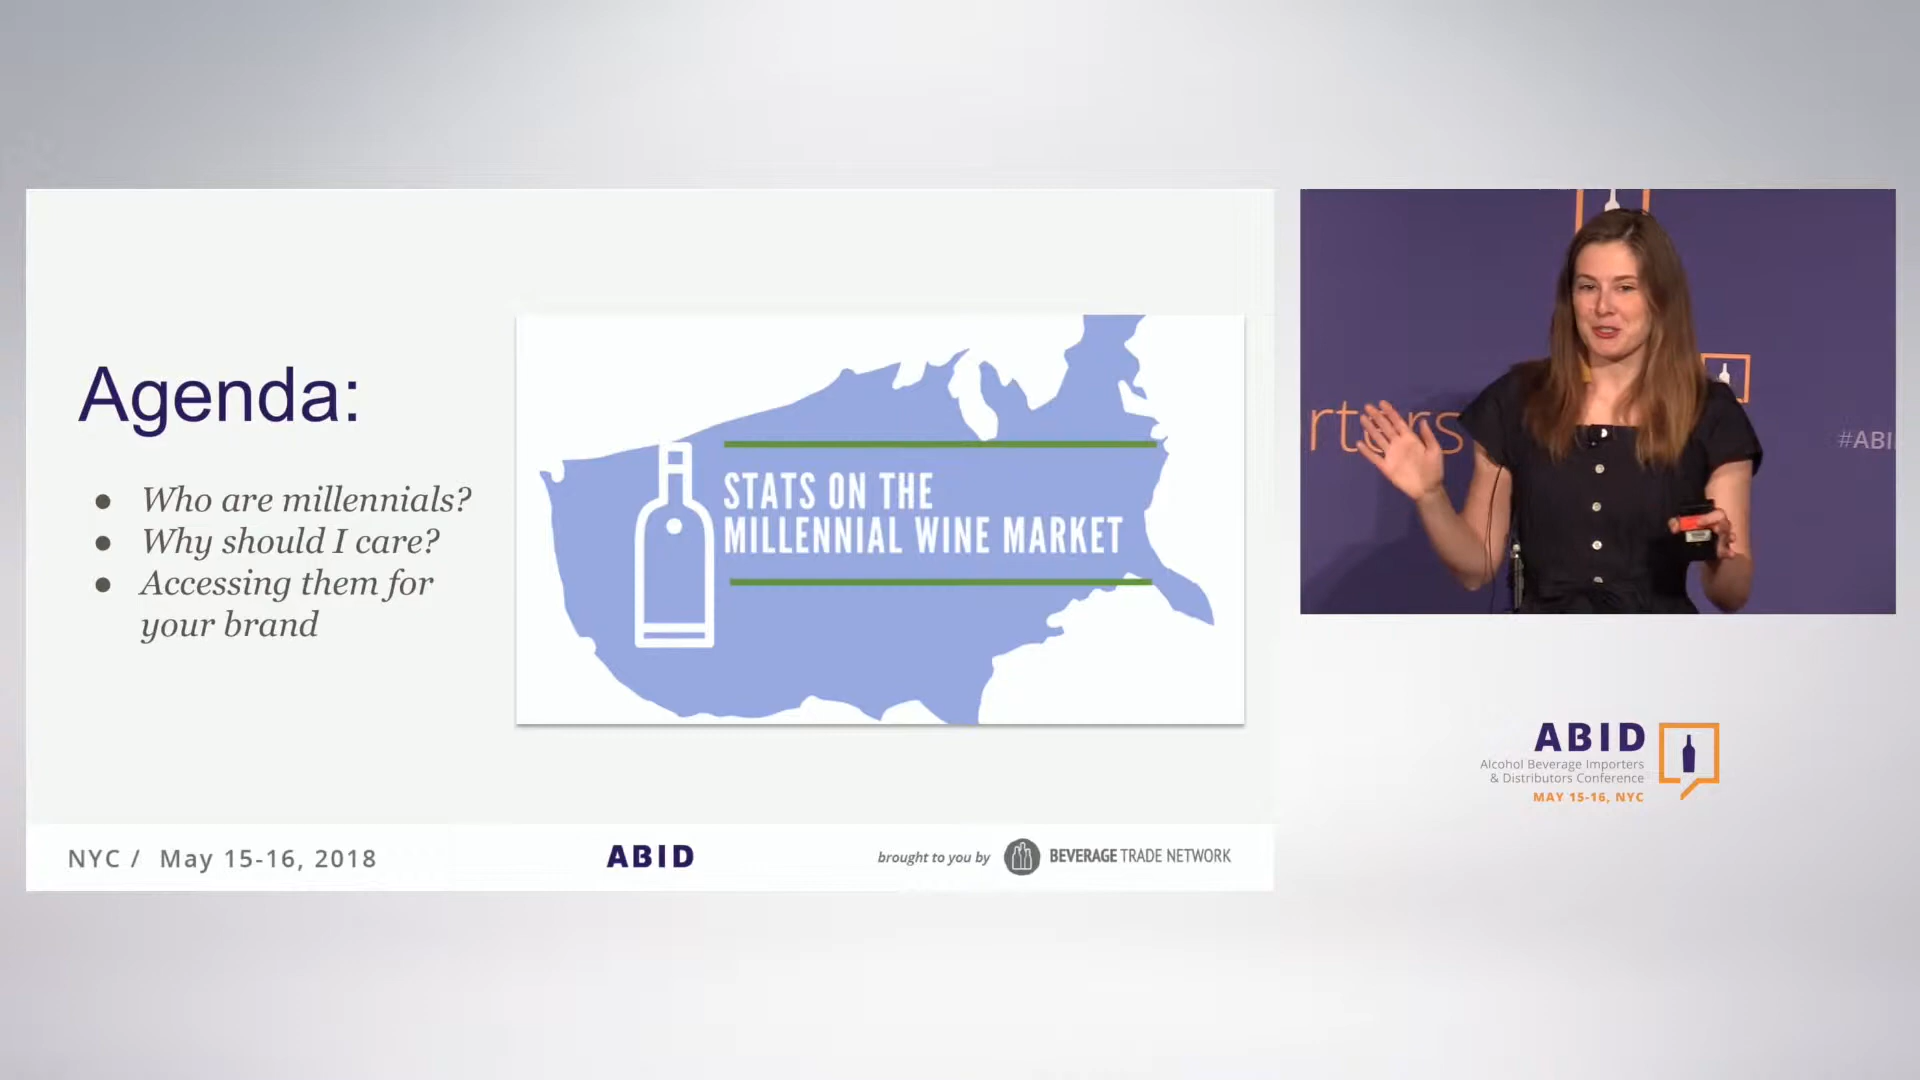 Agenda:
● Who are millennials?
● Why should I care?
● Accessing them for
your brand
STATS ON THE
MILLENNIAL WINE MARKET
NYC / May 15-16, 2018
ABID
brought to you by
BEVERAGE TRADE NETWORK
#ABI
ABID
Alcohol Beverage Importers
& Distributors Conference
MAY 15-16, NYC